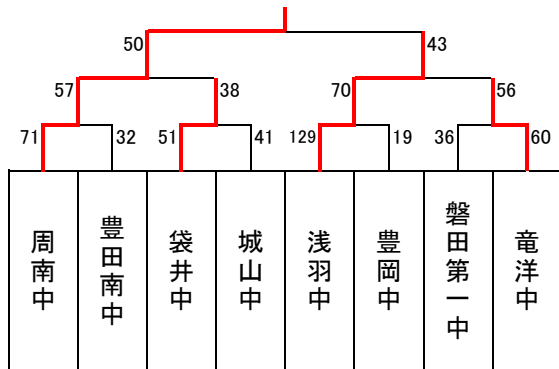 50 43
57 38 70 56
71 32 51 41 129 19 36 60
周南中
豊田南中
袋井中
城山中
浅羽中
豊岡中
磐田第一中
竜洋中